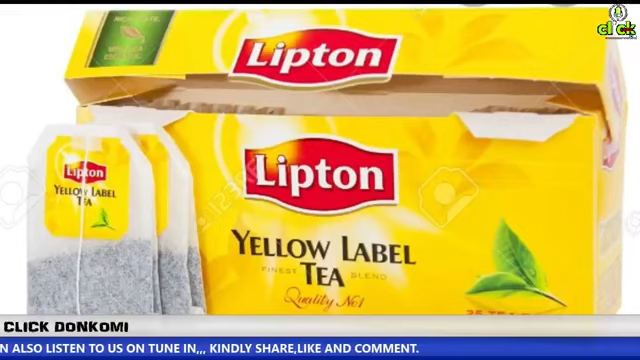 click
Lipton
Lipton
YELLOW LABEL
FINEST BLEND
TEA
Quality No1
Lipton
YELLOW LABEL
TEA
CLICK DONKOMI
N ALSO LISTEN TO US ON TUNE IN,,, KINDLY SHARE,LIKE AND COMMENT.